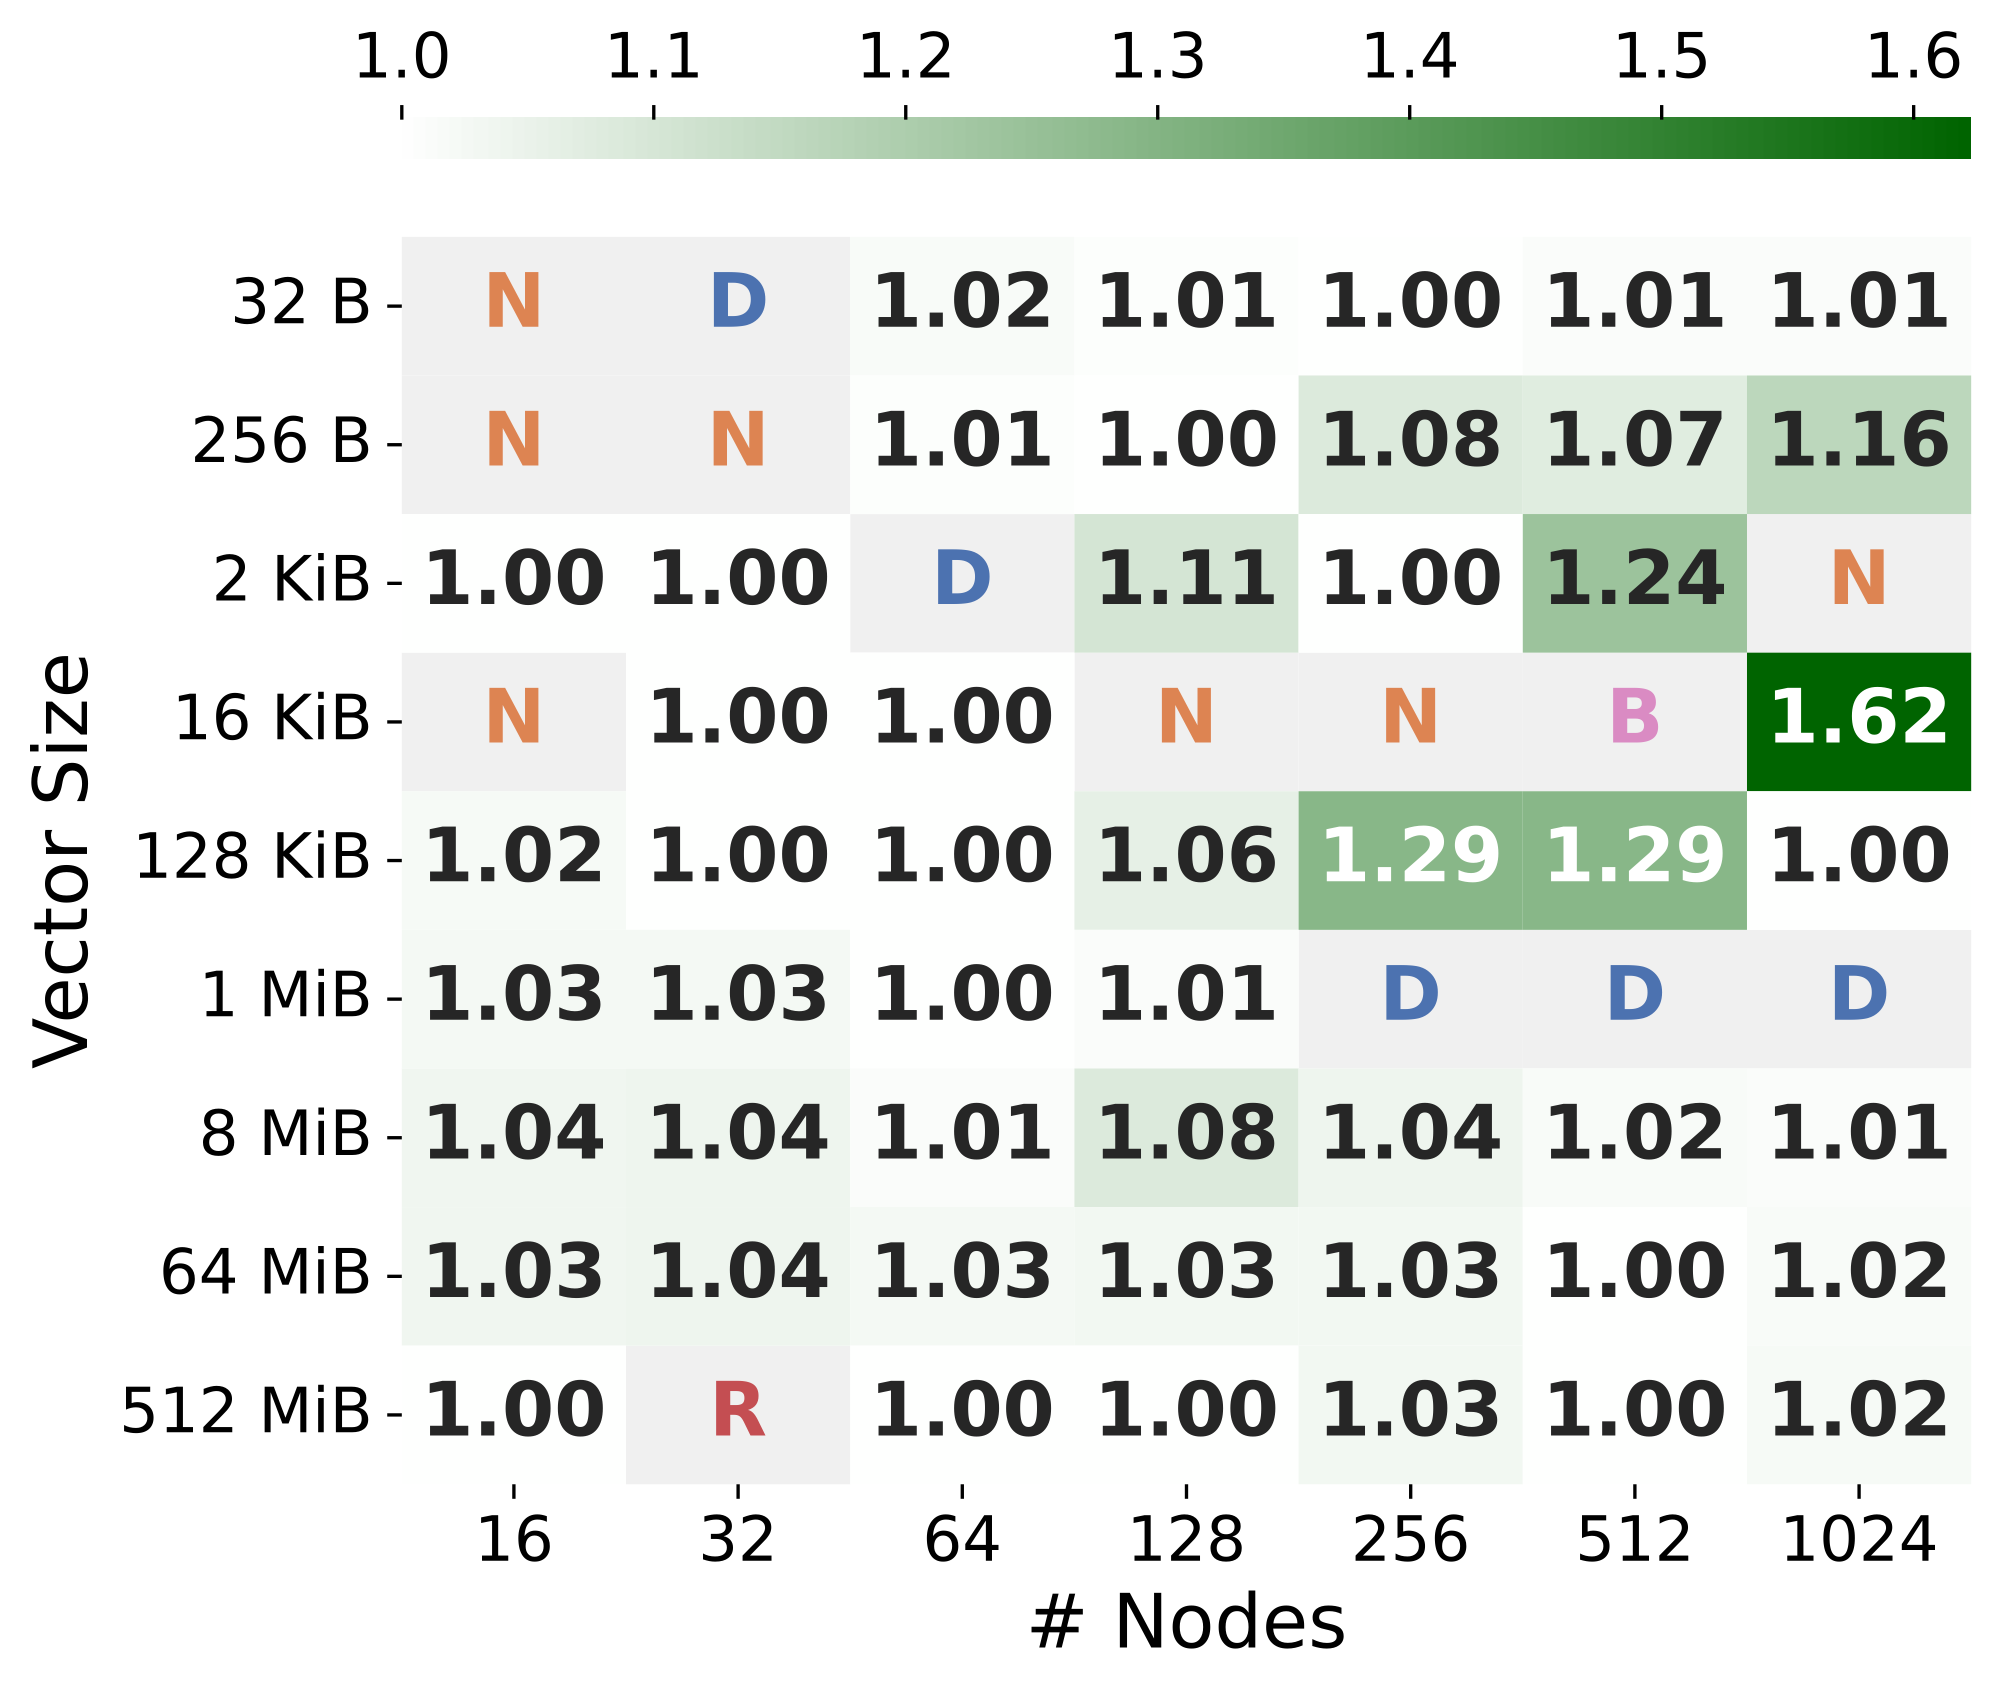 1.0 1.1 1.2 1.3 1.4 1.5 1.6
32 B N D 1.02 1.01 1.00 1.01 1.01
256 B N N 1.01 1.00 1.08 1.07 1.16
2 KiB 1.00 1.00 D 1.11 1.00 1.24 N
16 KiB N 1.00 1.00 N N B 1.62
128 KiB 1.02 1.00 1.00 1.06 1.29 1.29 1.00
1 MiB 1.03 1.03 1.00 1.01 D D D
8 MiB 1.04 1.04 1.01 1.08 1.04 1.02 1.01
64 MiB 1.03 1.04 1.03 1.03 1.03 1.00 1.02
512 MiB 1.00 R 1.00 1.00 1.03 1.00 1.02
Vector Size
16 32 64 128 256 512 1024
# Nodes